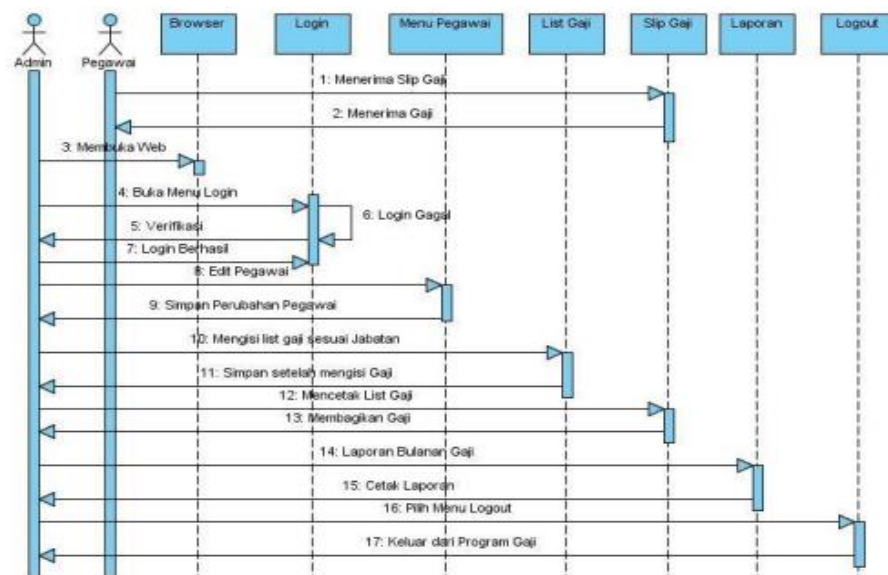 Browser
Login
Menu Pegawai
List Gaji
Slip Gaji
Laporan
Logout
Admin
Pegawai
1: Menerima Slip Gaji
2: Menerima Gaji
3: Membuka Web
4: Buka Menu Login
6: Login Gagal
5: Verifikasi
7: Login Berhasil
8: Edit Pegawai
9: Simpan Perubahan Pegawai
10: Mengisi list gaji sesuai Jabatan
11: Simpan setelah mengisi Gaji
12: Mencetak List Gaji
13: Membagikan Gaji
14: Laporan Bulanan Gaji
15: Cetak Laporan
16: Pilih Menu Logout
17: Keluar dari Program Gaji